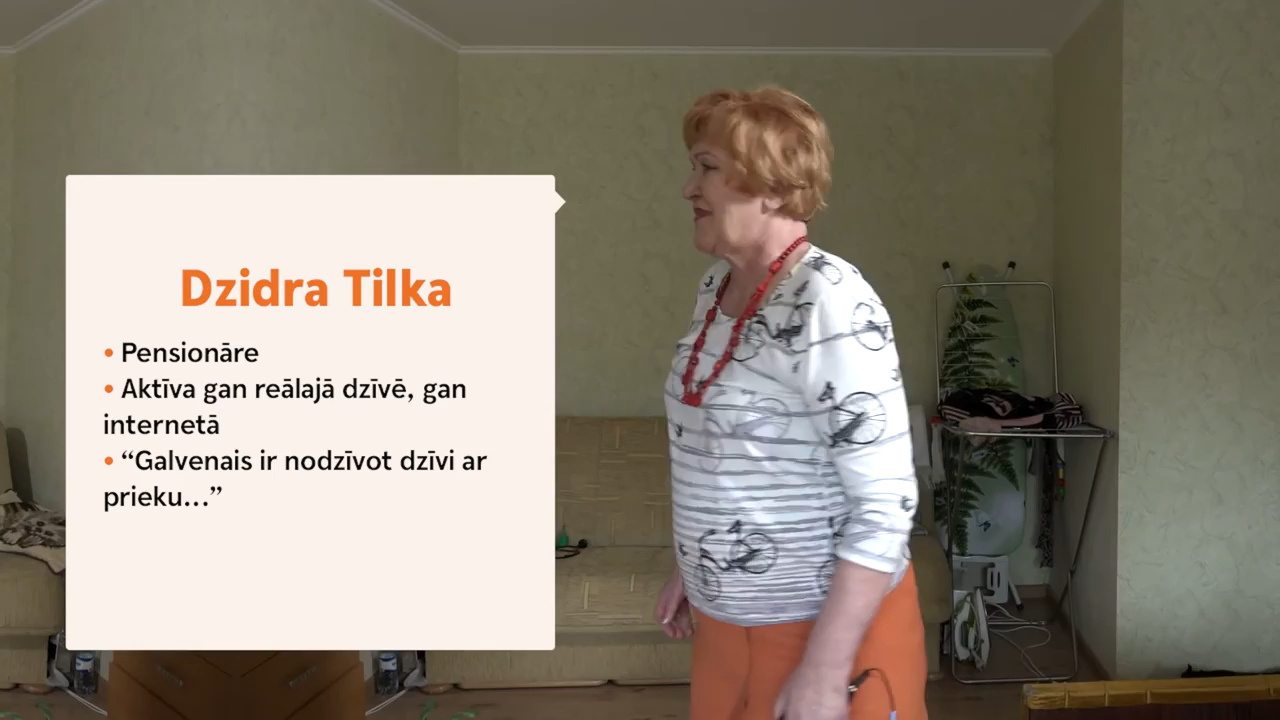 Dzidra Tilka
• Pensionāre
• Aktīva gan reālajā dzīvē, gan
internetā
• “Galvenais ir nodzīvot dzīvi ar
prieku...”